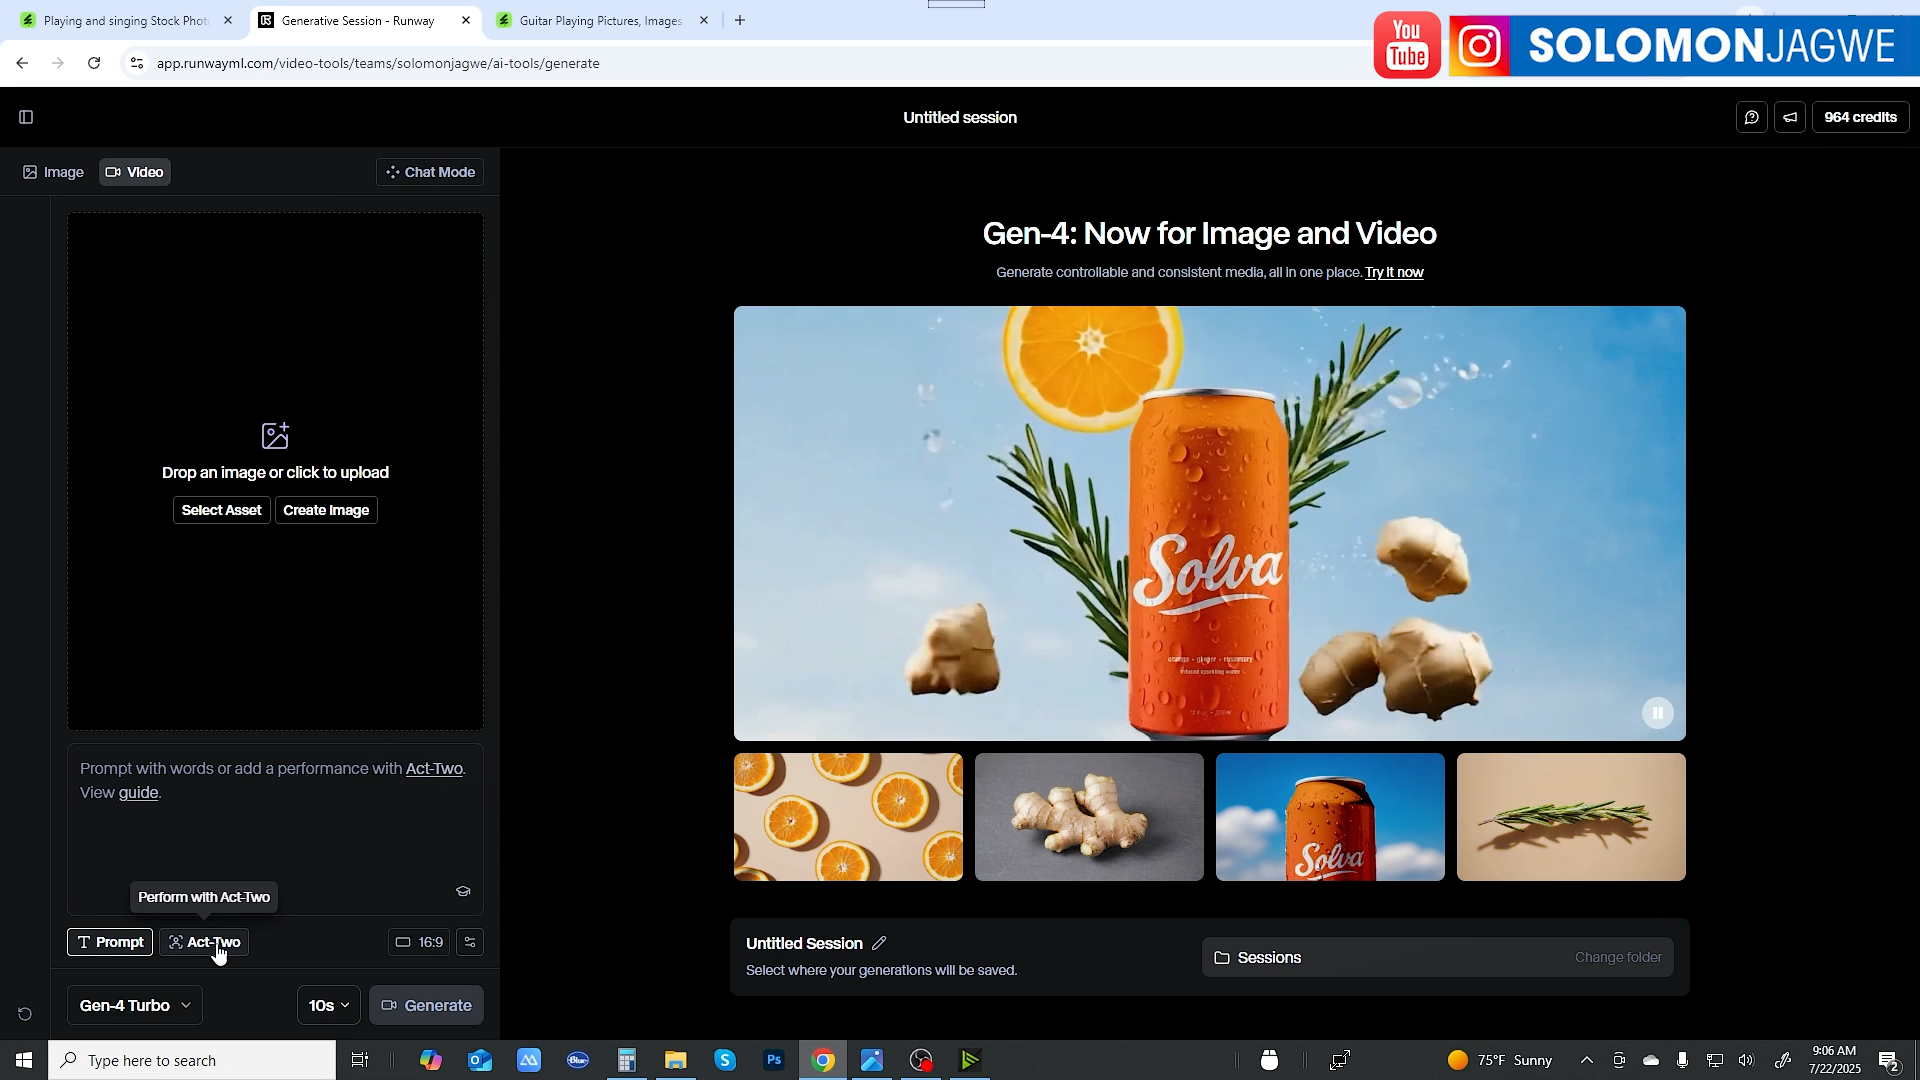 Playing and singing Stock Phot
Generative Session - Runway
Guitar Playing Pictures, Images
You
Tube
SOLOMONJAGWE
app.runwayml.com/video-tools/teams/solomonjagwe/ai-tools/generate
Untitled session
964 credits
Image
Video
Chat Mode
Gen-4: Now for Image and Video
Generate controllable and consistent media, all in one place. Try it now
Drop an image or click to upload
Select Asset
Create Image
Solva
orange · ginger · rosemary
Solva
Prompt with words or add a performance with Act-Two.
View guide.
Perform with Act-Two
T Prompt
Act-Two
16:9
Untitled Session
Select where your generations will be saved.
Sessions
Change folder
Gen-4 Turbo
10s
Generate
Type here to search
Blue
Ps
75°F Sunny
9:06 AM
7/22/2025
2